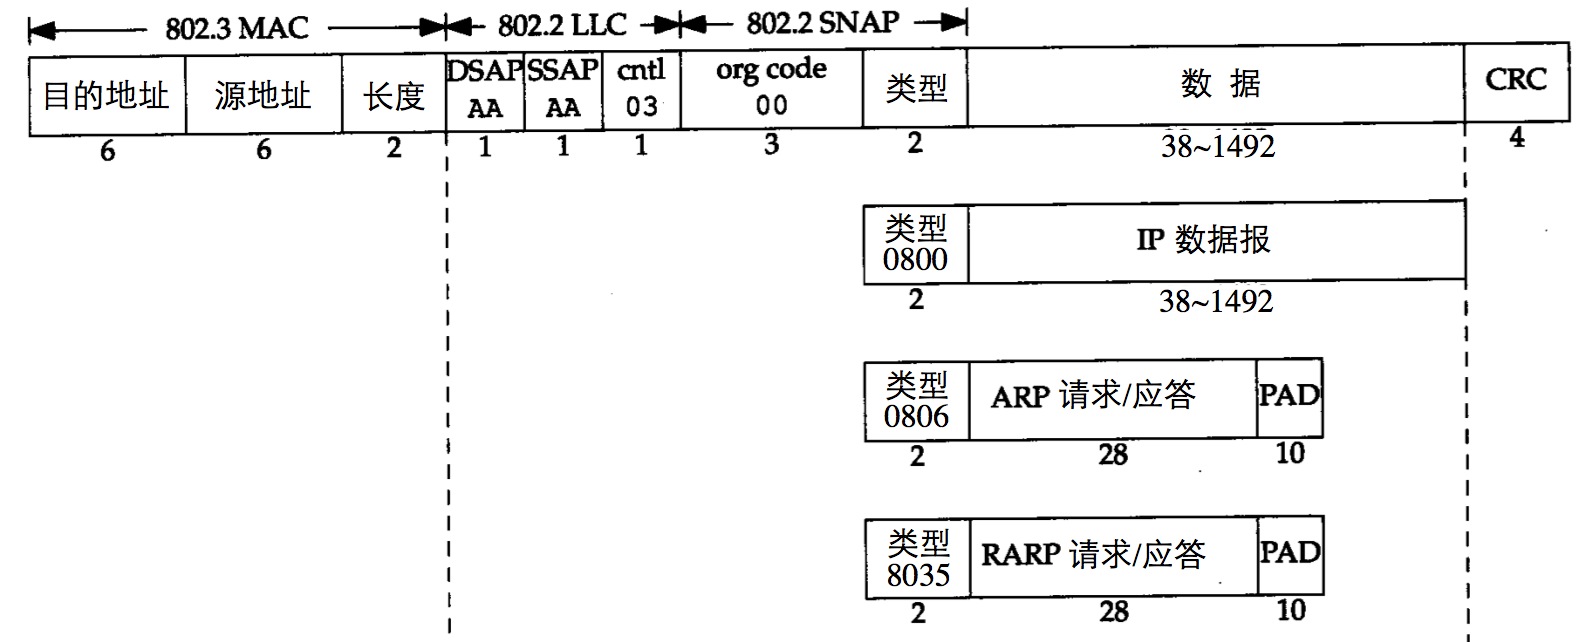 802.3 MAC 802.2 LLC 802.2 SNAP
目的地址 源地址 长度 DSAP AA SSAP AA cntl 03 org code 00 类型 数 据 CRC
6 6 2 1 1 1 3 2 38~1492 4
类型 0800 IP 数据报
2 38~1492
类型 0806 ARP 请求/应答 PAD
2 28 10
类型 8035 RARP 请求/应答 PAD
2 28 10